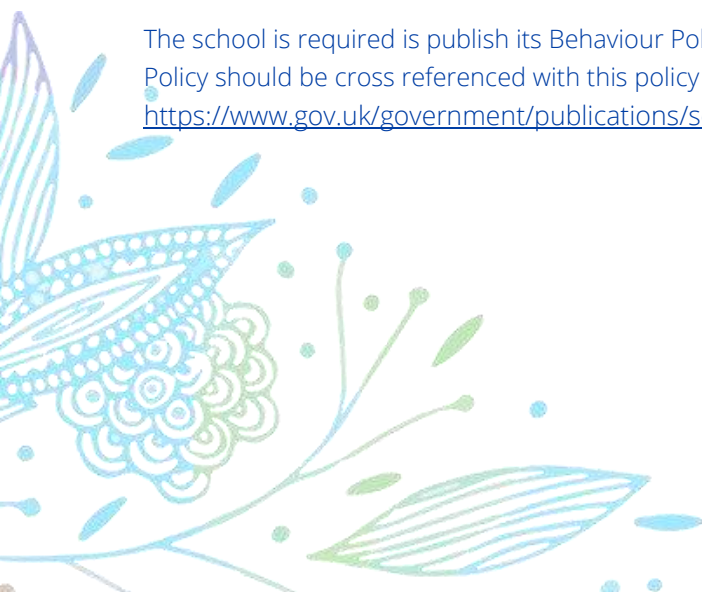 The school is required is publish its Behaviour Pol
Policy should be cross referenced with this policy
https://www.gov.uk/government/publications/s